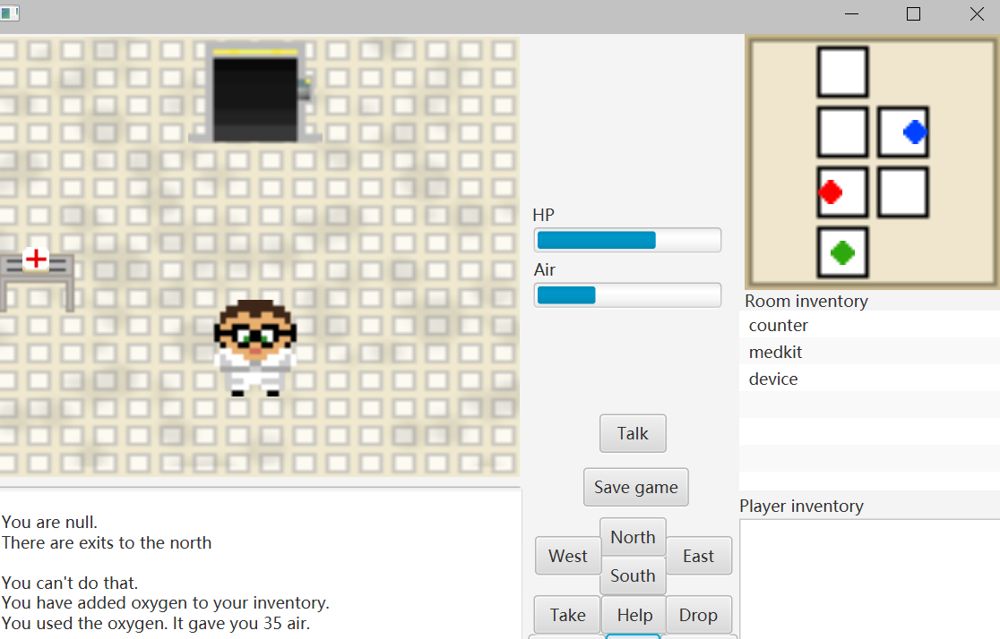 HP
Air
Room inventory
counter
medkit
device
Talk
Save game
Player inventory
North
West
East
South
Take
Help
Drop
You are null.
There are exits to the north
You can't do that.
You have added oxygen to your inventory.
You used the oxygen. It gave you 35 air.